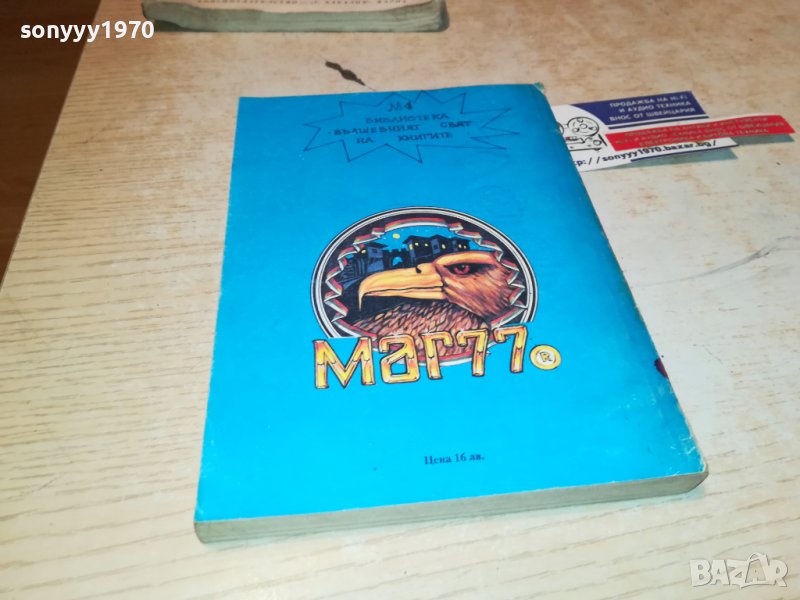 sonyyy1970
№4
БИБЛИОТЕКА
ВЪЛШЕБНИЯТ СВЯТ
НА КНИГИТЕ
ПРОДАЖБА НА HI-FI
И АУДИО ТЕХНИКА
ВНОС ОТ ШВЕЙЦАРИЯ
http://sonyyy1970.bazar.bg/
Маг77®
Цена 16 лв.
sonyyy1970
BAZAR